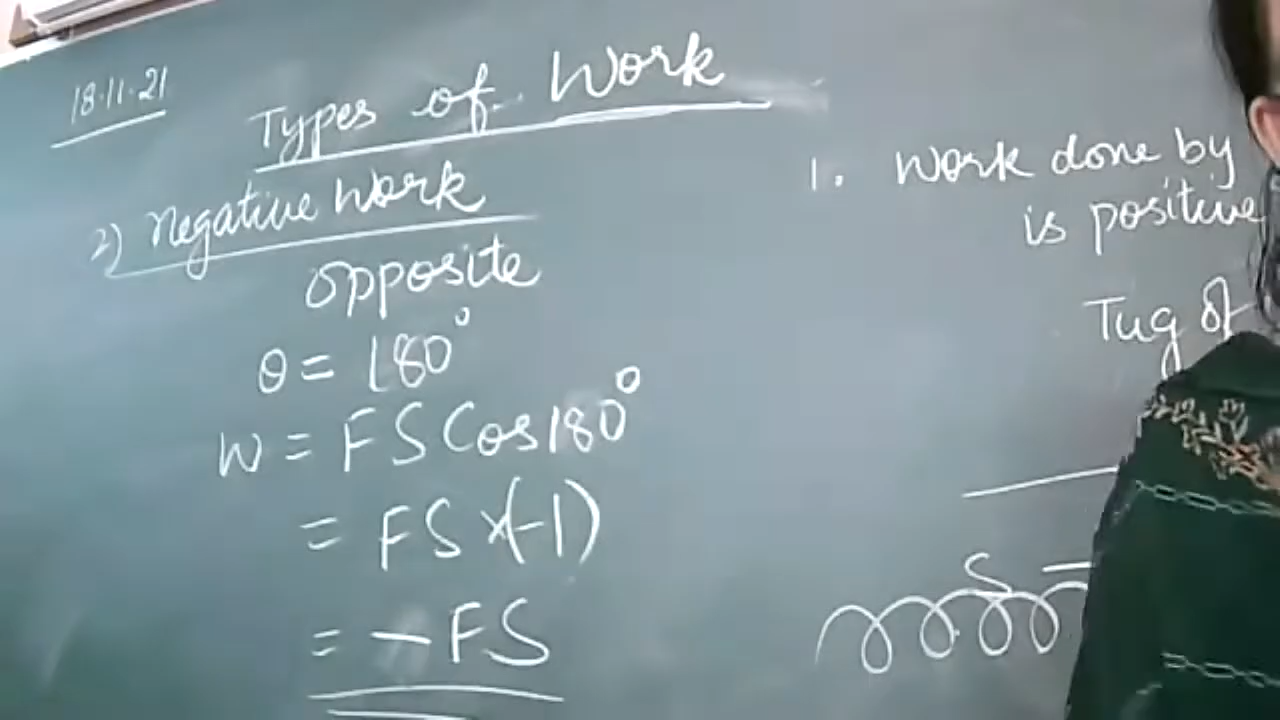 18.11.21
Types of Work
2) Negative Work
opposite
θ = 180°
W = FS Cos180°
= FS x(-1)
= -FS
1. Work done by
is positive
Tug of
S